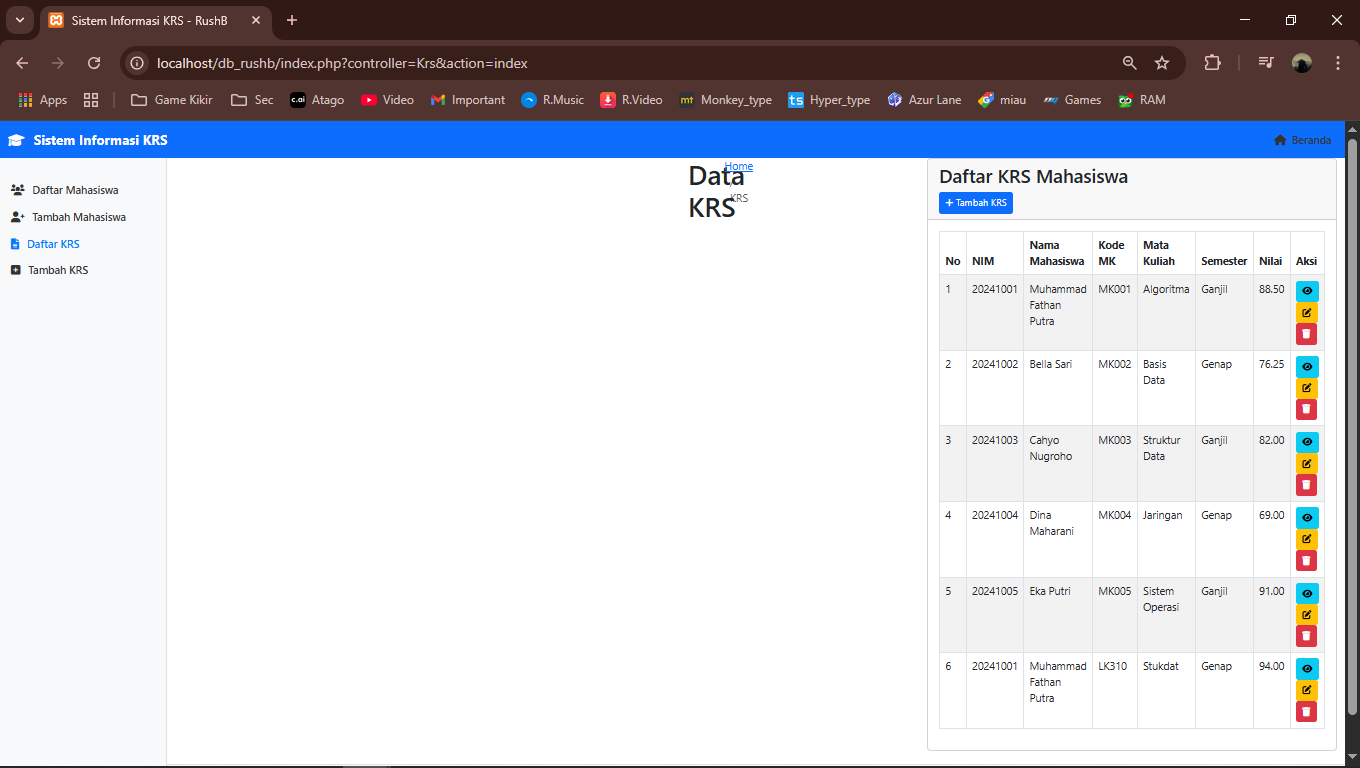 Sistem Informasi KRS - RushB
localhost/db_rushb/index.php?controller=Krs&action=index
Apps Game Kikir Sec c.ai Atago Video Important R.Music R.Video mt Monkey_type ts Hyper_type Azur Lane miau Games RAM
Sistem Informasi KRS
Beranda
Daftar Mahasiswa
Tambah Mahasiswa
Daftar KRS
Tambah KRS
Data
KRS
Home
KRS
Daftar KRS Mahasiswa
+ Tambah KRS
No NIM Nama Mahasiswa Kode MK Mata Kuliah Semester Nilai Aksi
1 20241001 Muhammad Fathan Putra MK001 Algoritma Ganjil 88.50
2 20241002 Bella Sari MK002 Basis Data Genap 76.25
3 20241003 Cahyo Nugroho MK003 Struktur Data Ganjil 82.00
4 20241004 Dina Maharani MK004 Jaringan Genap 69.00
5 20241005 Eka Putri MK005 Sistem Operasi Ganjil 91.00
6 20241001 Muhammad Fathan Putra LK310 Stukdat Genap 94.00